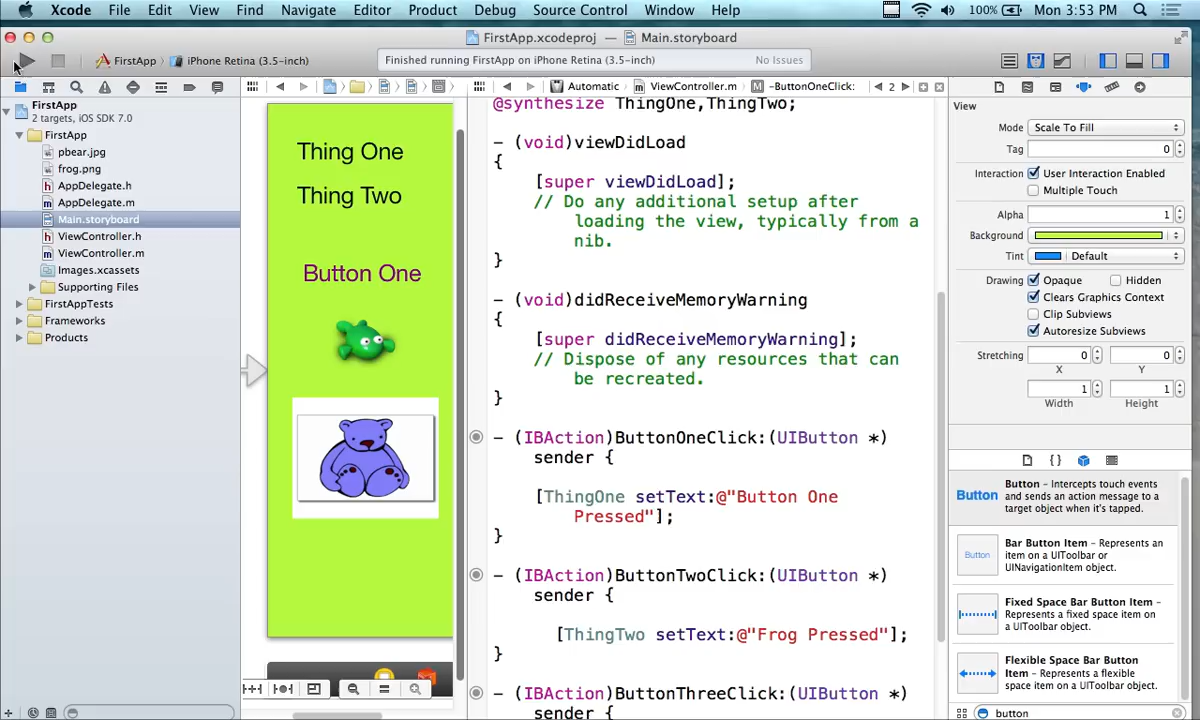 Xcode File Edit View Find Navigate Editor Product Debug Source Control Window Help 100% Mon 3:53 PM
FirstApp.xcodeproj — Main.storyboard
FirstApp › iPhone Retina (3.5-inch)
Finished running FirstApp on iPhone Retina (3.5-inch) No Issues
Automatic › ViewController.m › -ButtonOneClick: 2
FirstApp
2 targets, iOS SDK 7.0
FirstApp
pbear.jpg
frog.png
AppDelegate.h
AppDelegate.m
Main.storyboard
ViewController.h
ViewController.m
Images.xcassets
Supporting Files
FirstAppTests
Frameworks
Products
Thing One
Thing Two
Button One
@synthesize ThingOne,ThingTwo;
- (void)viewDidLoad
{
[super viewDidLoad];
// Do any additional setup after
loading the view, typically from a
nib.
}
- (void)didReceiveMemoryWarning
{
[super didReceiveMemoryWarning];
// Dispose of any resources that can
be recreated.
}
- (IBAction)ButtonOneClick:(UIButton *)
sender {
[ThingOne setText:@"Button One
Pressed"];
}
- (IBAction)ButtonTwoClick:(UIButton *)
sender {
[ThingTwo setText:@"Frog Pressed"];
}
- (IBAction)ButtonThreeClick:(UIButton *)
sender {
View
Mode Scale To Fill
Tag 0
Interaction User Interaction Enabled
Multiple Touch
Alpha 1
Background
Tint Default
Drawing Opaque Hidden
Clears Graphics Context
Clip Subviews
Autoresize Subviews
Stretching 0 0
X Y
1 1
Width Height
Button
Button – Intercepts touch events
and sends an action message to a
target object when it's tapped.
Button
Bar Button Item – Represents an
item on a UIToolbar or
UINavigationItem object.
Fixed Space Bar Button Item –
Represents a fixed space item on
a UIToolbar object.
Flexible Space Bar Button
Item – Represents a flexible
space item on a UIToolbar object.
button